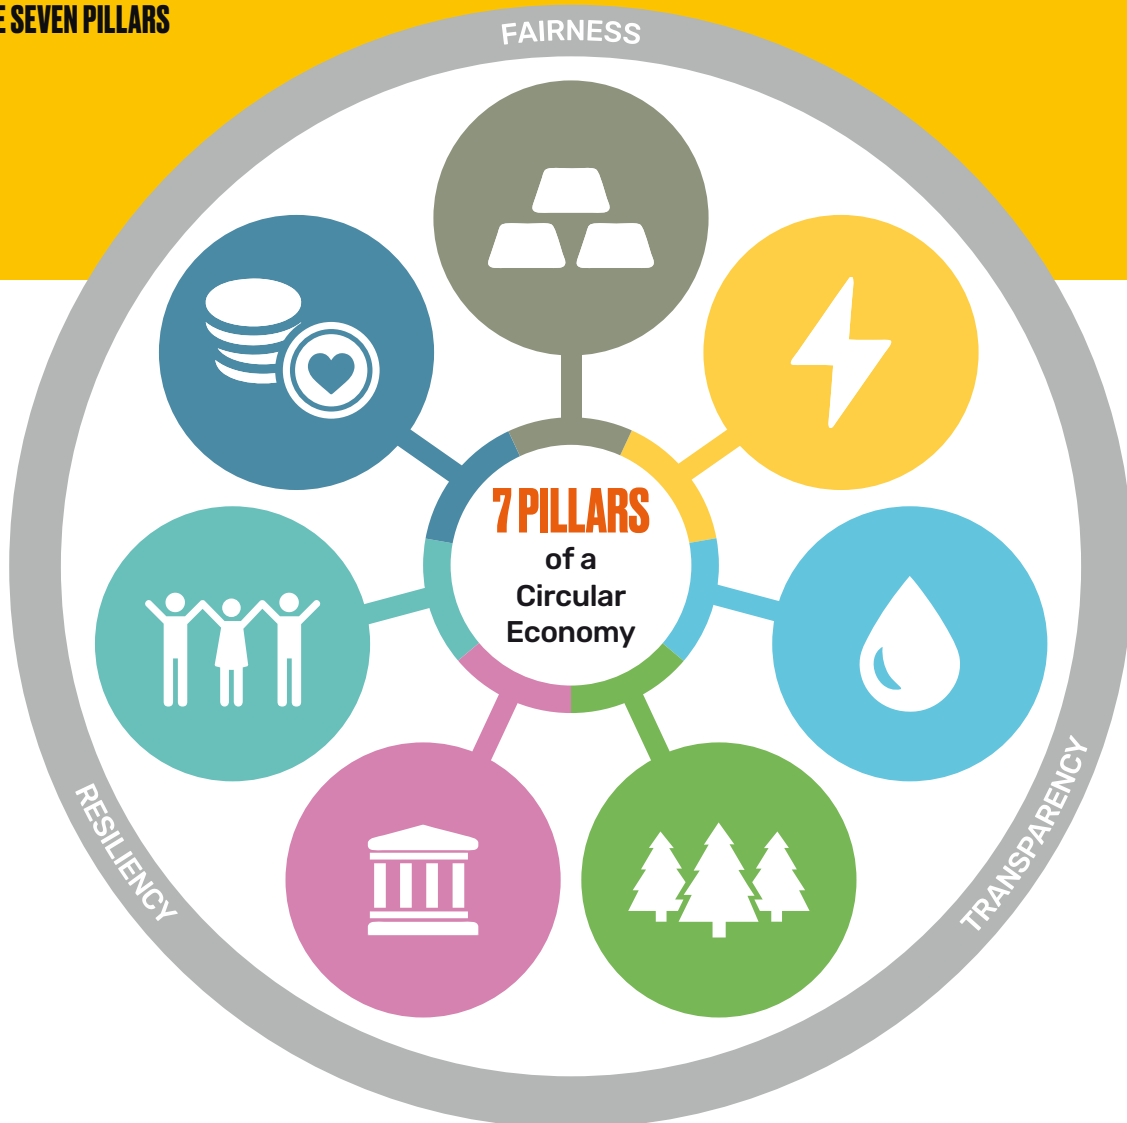 SEVEN PILLARS
FAIRNESS
7 PILLARS
of a
Circular
Economy
RESILIENCY
TRANSPARENCY